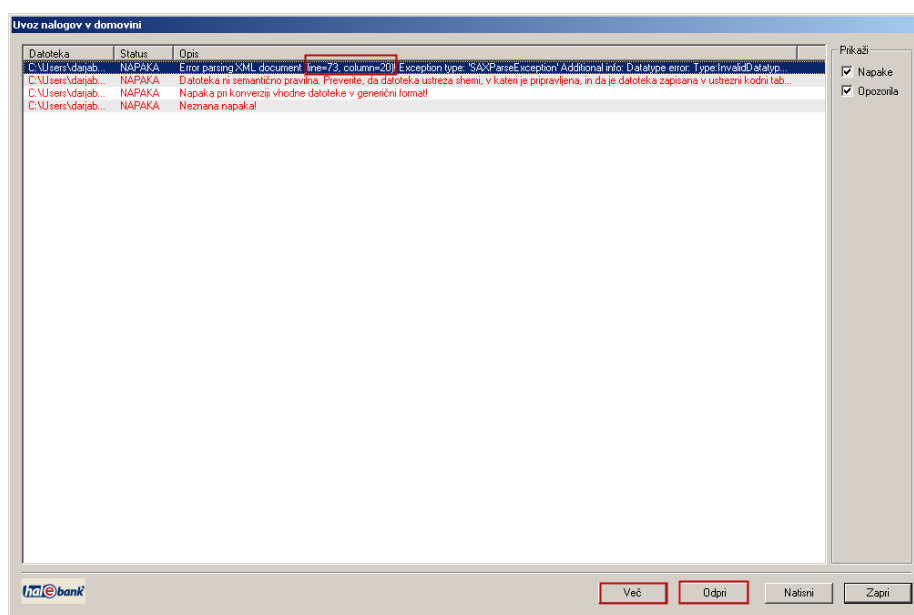 Uvoz nalogov v domovini
Datoteka Status Opis
C:\Users\darjab... NAPAKA Error parsing XML document (line=73, column=20)! Exception type: 'SAXParseException' Additional info: Datatype error: Type:InvalidDatatyp...
C:\Users\darjab... NAPAKA Datoteka ni semantično pravilna. Preverite, da datoteka ustreza shemi, v kateri je pripravljena, in da je datoteka zapisana v ustrezni kodni tab...
C:\Users\darjab... NAPAKA Napaka pri konverziji vhodne datoteke v generični format!
C:\Users\darjab... NAPAKA Neznana napaka!
Prikaži
Napake
Opozorila
halebank
Več Odpri Natisni Zapri